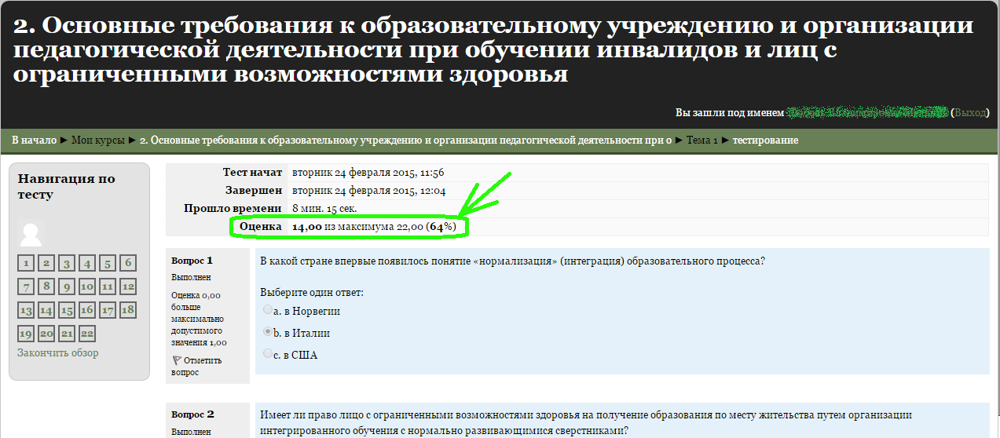 2. Основные требования к образовательному учреждению и организации
педагогической деятельности при обучении инвалидов и лиц с
ограниченными возможностями здоровья
Вы зашли под именем (Выход)
В начало ► Мои курсы ► 2. Основные требования к образовательному учреждению и организации педагогической деятельности при о ► Тема 1 ► тестирование
Навигация по
тесту
1 2 3 4 5 6
7 8 9 10 11 12
13 14 15 16 17 18
19 20 21 22
Закончить обзор
Тест начат вторник 24 февраля 2015, 11:56
Завершен вторник 24 февраля 2015, 12:04
Прошло времени 8 мин. 15 сек.
Оценка 14,00 из максимума 22,00 (64%)
Вопрос 1
Выполнен
Оценка 0,00
больше
максимально
допустимого
значения 1,00
Отметить
вопрос
В какой стране впервые появилось понятие «нормализация» (интеграция) образовательного процесса?
Выберите один ответ:
a. в Норвегии
b. в Италии
c. в США
Вопрос 2
Выполнен
Имеет ли право лицо с ограниченными возможностями здоровья на получение образования по месту жительства путем организации
интегрированного обучения с нормально развивающимися сверстниками?